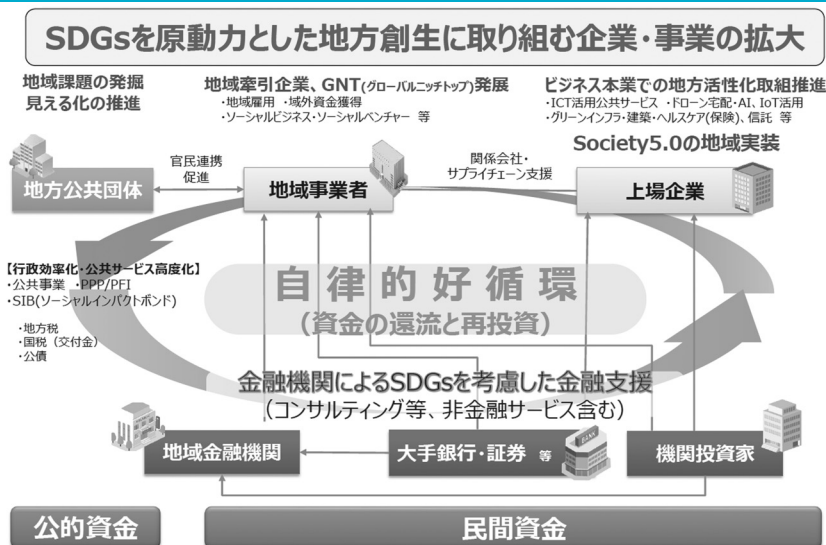 SDGsを原動力とした地方創生に取り組む企業・事業の拡大
地域課題の発掘
見える化の推進
地域牽引企業、GNT(グローバルニッチトップ)発展
・地域雇用 ・域外資金獲得
・ソーシャルビジネス・ソーシャルベンチャー 等
ビジネス本業での地方活性化取組推進
・ICT活用公共サービス ・ドローン宅配・AI、IoT活用
・グリーンインフラ・建築・ヘルスケア(保険)、信託 等
Society5.0の地域実装
地方公共団体
官民連携
促進
地域事業者
関係会社・
サプライチェーン支援
上場企業
【行政効率化・公共サービス高度化】
・公共事業 ・PPP/PFI
・SIB(ソーシャルインパクトボンド)
・地方税
・国税（交付金）
・公債
自律的好循環
（資金の還流と再投資）
金融機関によるSDGsを考慮した金融支援
（コンサルティング等、非金融サービス含む）
地域金融機関
大手銀行・証券 等
BANK
機関投資家
公的資金
民間資金